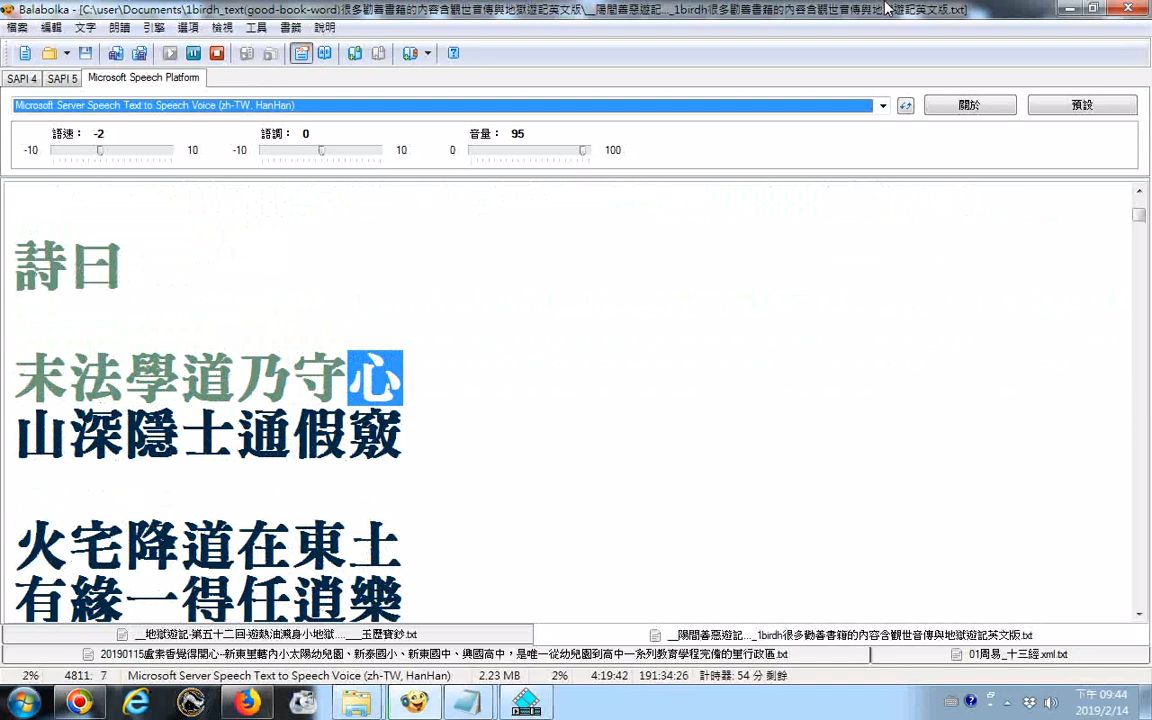 Balabolka - [C:\user\Documents\1birdh_text(good-book-word)很多勸善書籍的內容含觀世音傳與地獄遊記英文版\__陽間善惡遊記..._1birdh很多勸善書籍的內容含觀世音傳與地獄遊記英文版.txt]
檔案 編輯 文字 朗讀 引擎 選項 檢視 工具 書籤 說明
SAPI 4 SAPI 5 Microsoft Speech Platform
Microsoft Server Speech Text to Speech Voice (zh-TW, HanHan) 關於 預設
語速： -2 語調： 0 音量： 95
-10 10 -10 10 0 100
詩曰
末法學道乃守心
山深隱士通假竅
火宅降道在東土
有緣一得任逍樂
__地獄遊記-第五十二回-遊熱油濺身小地獄....___玉歷寶鈔.txt __陽間善惡遊記..._1birdh很多勸善書籍的內容含觀世音傳與地獄遊記英文版.txt
20190115盧素香覺得開心--新東里轄內小太陽幼兒園、新泰國小、新東國中、興國高中，是唯一從幼兒園到高中一系列教育學程完備的里行政區.txt 01周易_十三經.xml.txt
2% 4811: 7 Microsoft Server Speech Text to Speech Voice (zh-TW, HanHan) 2.23 MB 2% 4:19:42 191:34:26 計時器: 54 分 剩餘
下午 09:44
2019/2/14